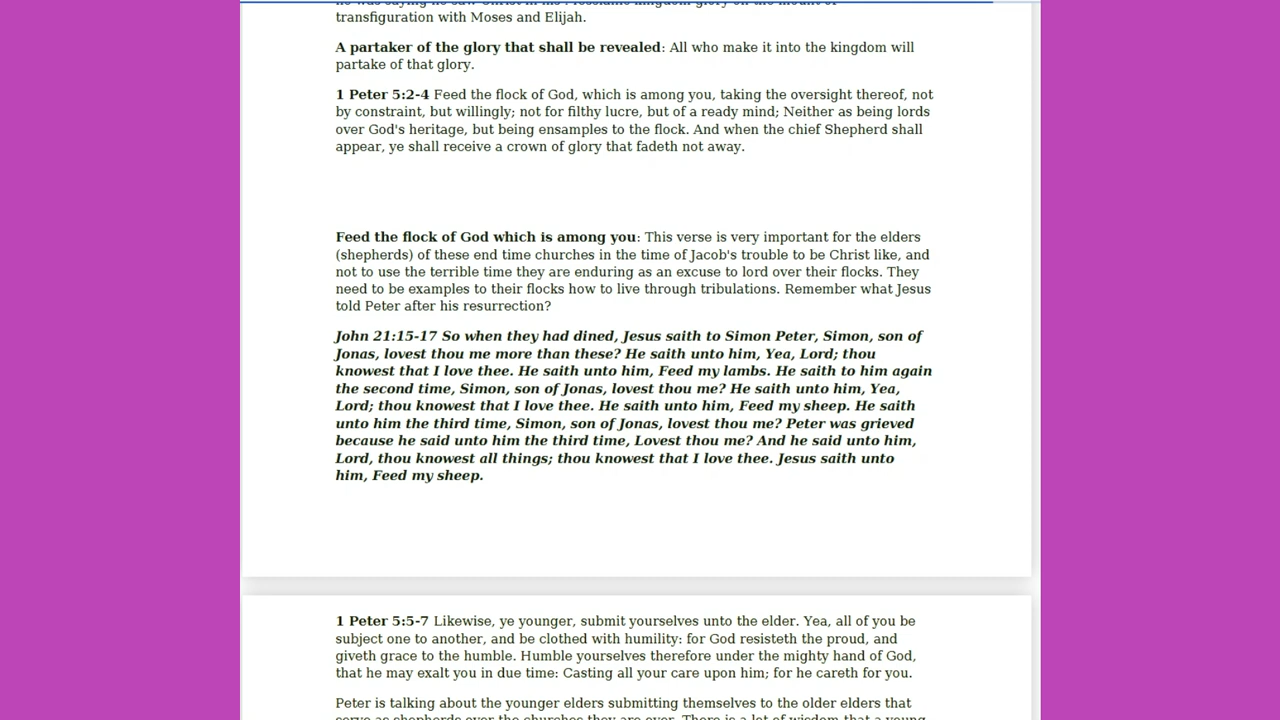 transfiguration with Moses and Elijah.
A partaker of the glory that shall be revealed: All who make it into the kingdom will
partake of that glory.
1 Peter 5:2-4 Feed the flock of God, which is among you, taking the oversight thereof, not
by constraint, but willingly; not for filthy lucre, but of a ready mind; Neither as being lords
over God's heritage, but being ensamples to the flock. And when the chief Shepherd shall
appear, ye shall receive a crown of glory that fadeth not away.
Feed the flock of God which is among you: This verse is very important for the elders
(shepherds) of these end time churches in the time of Jacob's trouble to be Christ like, and
not to use the terrible time they are enduring as an excuse to lord over their flocks. They
need to be examples to their flocks how to live through tribulations. Remember what Jesus
told Peter after his resurrection?
John 21:15-17 So when they had dined, Jesus saith to Simon Peter, Simon, son of
Jonas, lovest thou me more than these? He saith unto him, Yea, Lord; thou
knowest that I love thee. He saith unto him, Feed my lambs. He saith to him again
the second time, Simon, son of Jonas, lovest thou me? He saith unto him, Yea,
Lord; thou knowest that I love thee. He saith unto him, Feed my sheep. He saith
unto him the third time, Simon, son of Jonas, lovest thou me? Peter was grieved
because he said unto him the third time, Lovest thou me? And he said unto him,
Lord, thou knowest all things; thou knowest that I love thee. Jesus saith unto
him, Feed my sheep.
1 Peter 5:5-7 Likewise, ye younger, submit yourselves unto the elder. Yea, all of you be
subject one to another, and be clothed with humility: for God resisteth the proud, and
giveth grace to the humble. Humble yourselves therefore under the mighty hand of God,
that he may exalt you in due time: Casting all your care upon him; for he careth for you.
Peter is talking about the younger elders submitting themselves to the older elders that
serve as shepherds over the churches they are over. There is a lot of wisdom that a young